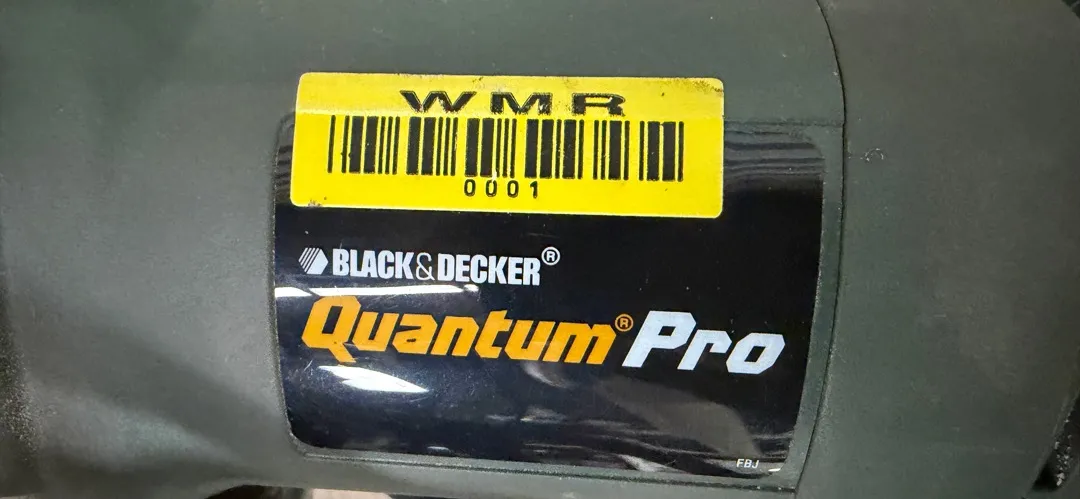 WMR
0001
BLACK&DECKER®
Quantum® Pro
FBJ